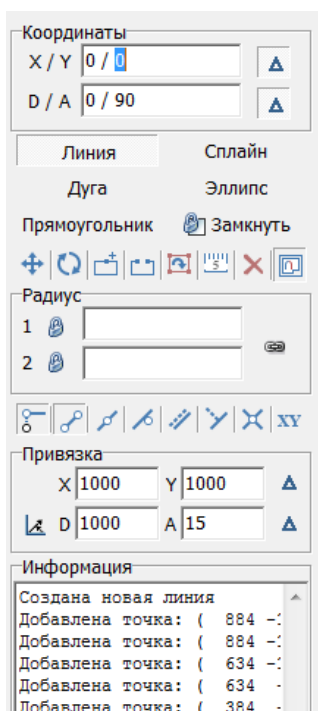 Координаты
X / Y 0 / 0
D / A 0 / 90
Линия Сплайн
Дуга Эллипс
Прямоугольник Замкнуть
5
Радиус
1
2
XY
Привязка
X 1000 Y 1000
D 1000 A 15
Информация
Создана новая линия
Добавлена точка: ( 884 -
Добавлена точка: ( 884 -
Добавлена точка: ( 634 -
Добавлена точка: ( 634 -
Добавлена точка: ( 384 -